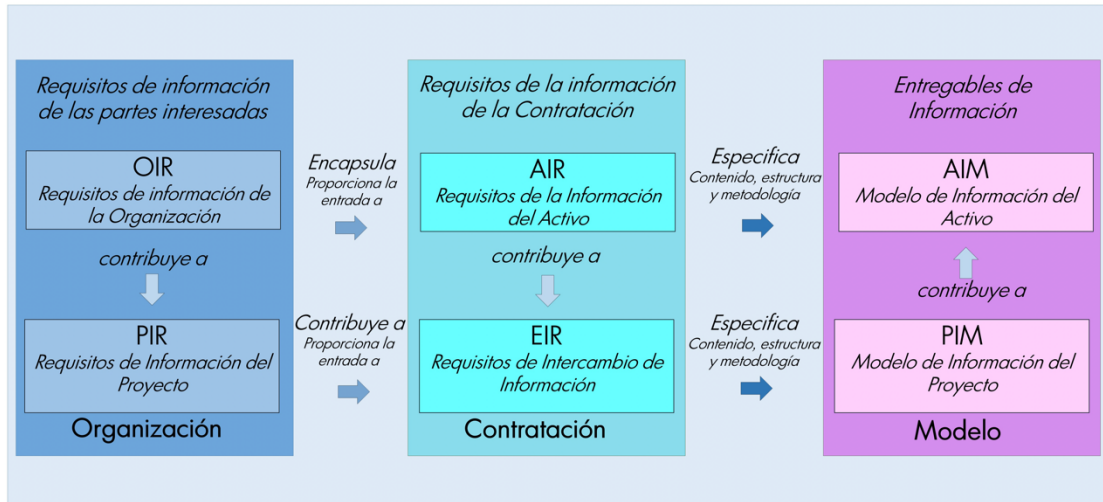 Requisitos de información
de las partes interesadas
OIR
Requisitos de información de
la Organización
contribuye a
PIR
Requisitos de Información del
Proyecto
Organización
Encapsula
Proporciona la
entrada a
Contribuye a
Proporciona la
entrada a
Requisitos de la información
de la Contratación
AIR
Requisitos de la Información
del Activo
contribuye a
EIR
Requisitos de Intercambio de
Información
Contratación
Especifica
Contenido, estructura
y metodología
Especifica
Contenido, estructura
y metodología
Entregables de
Información
AIM
Modelo de Información del
Activo
contribuye a
PIM
Modelo de Información del
Proyecto
Modelo